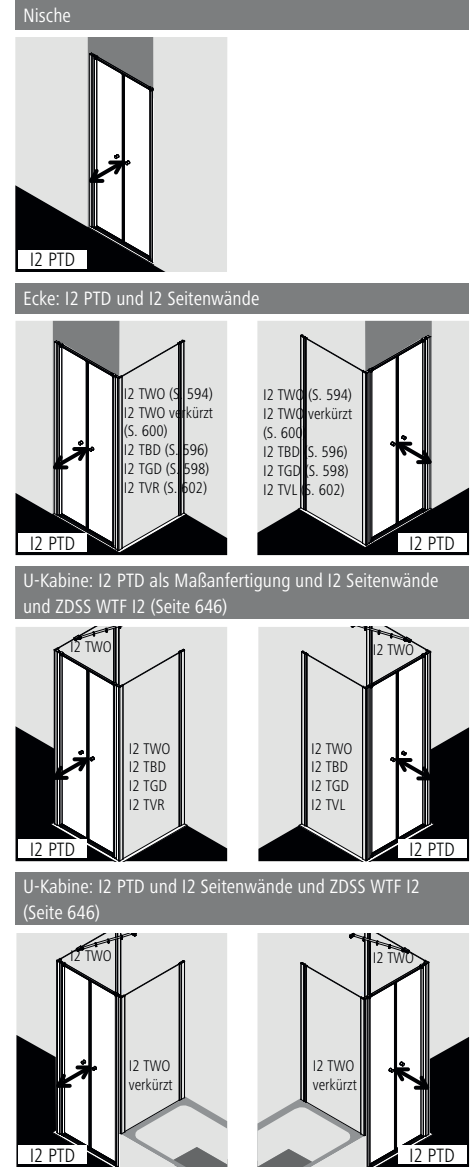 Nische
I2 PTD
Ecke: I2 PTD und I2 Seitenwände
I2 TWO (S. 594)
I2 TWO verkürzt
(S. 600)
I2 TBD (S. 596)
I2 TGD (S. 598)
I2 TVR (S. 602)
I2 PTD
I2 TWO (S. 594)
I2 TWO verkürzt
(S. 600)
I2 TBD (S. 596)
I2 TGD (S. 598)
I2 TVL (S. 602)
I2 PTD
U-Kabine: I2 PTD als Maßanfertigung und I2 Seitenwände
und ZDSS WTF I2 (Seite 646)
I2 TWO
I2 TWO
I2 TBD
I2 TGD
I2 TVR
I2 PTD
I2 TWO
I2 TWO
I2 TBD
I2 TGD
I2 TVL
I2 PTD
U-Kabine: I2 PTD und I2 Seitenwände und ZDSS WTF I2
(Seite 646)
I2 TWO
I2 TWO
verkürzt
I2 PTD
I2 TWO
I2 TWO
verkürzt
I2 PTD